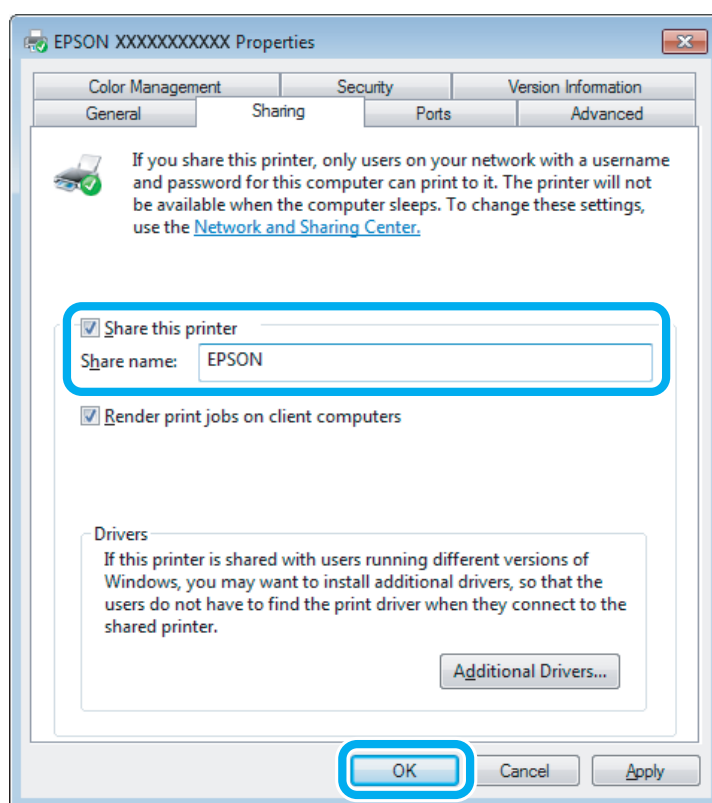 EPSON XXXXXXXXXXX Properties
Color Management Security Version Information
General Sharing Ports Advanced
If you share this printer, only users on your network with a username
and password for this computer can print to it. The printer will not
be available when the computer sleeps. To change these settings,
use the Network and Sharing Center.
Share this printer
Share name: EPSON
Render print jobs on client computers
Drivers
If this printer is shared with users running different versions of
Windows, you may want to install additional drivers, so that the
users do not have to find the print driver when they connect to the
shared printer.
Additional Drivers...
OK Cancel Apply